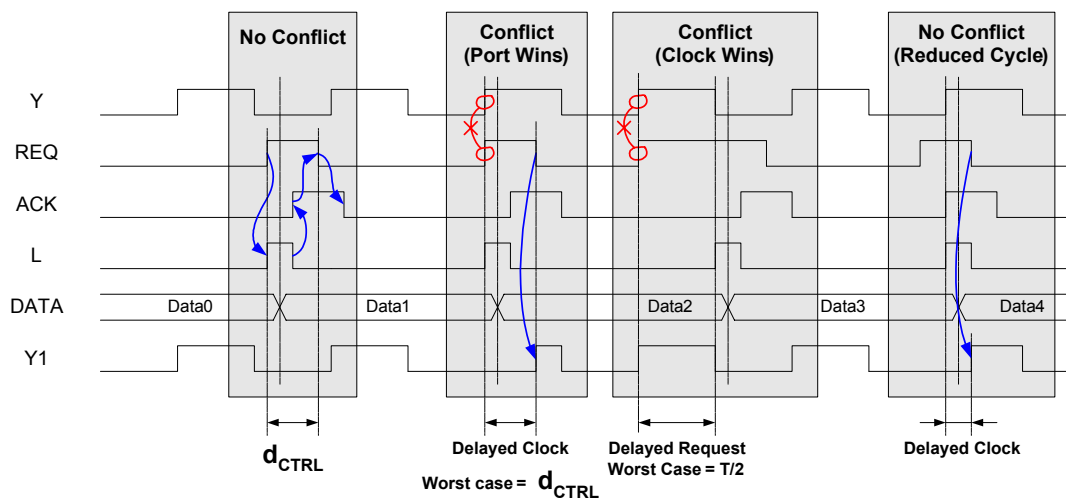 No Conflict
Conflict
(Port Wins)
Conflict
(Clock Wins)
No Conflict
(Reduced Cycle)
Y
REQ
ACK
L
DATA
Data0
Data1
Data2
Data3
Data4
Y1
dCTRL
Delayed Clock
Worst case = dCTRL
Delayed Request
Worst Case = T/2
Delayed Clock